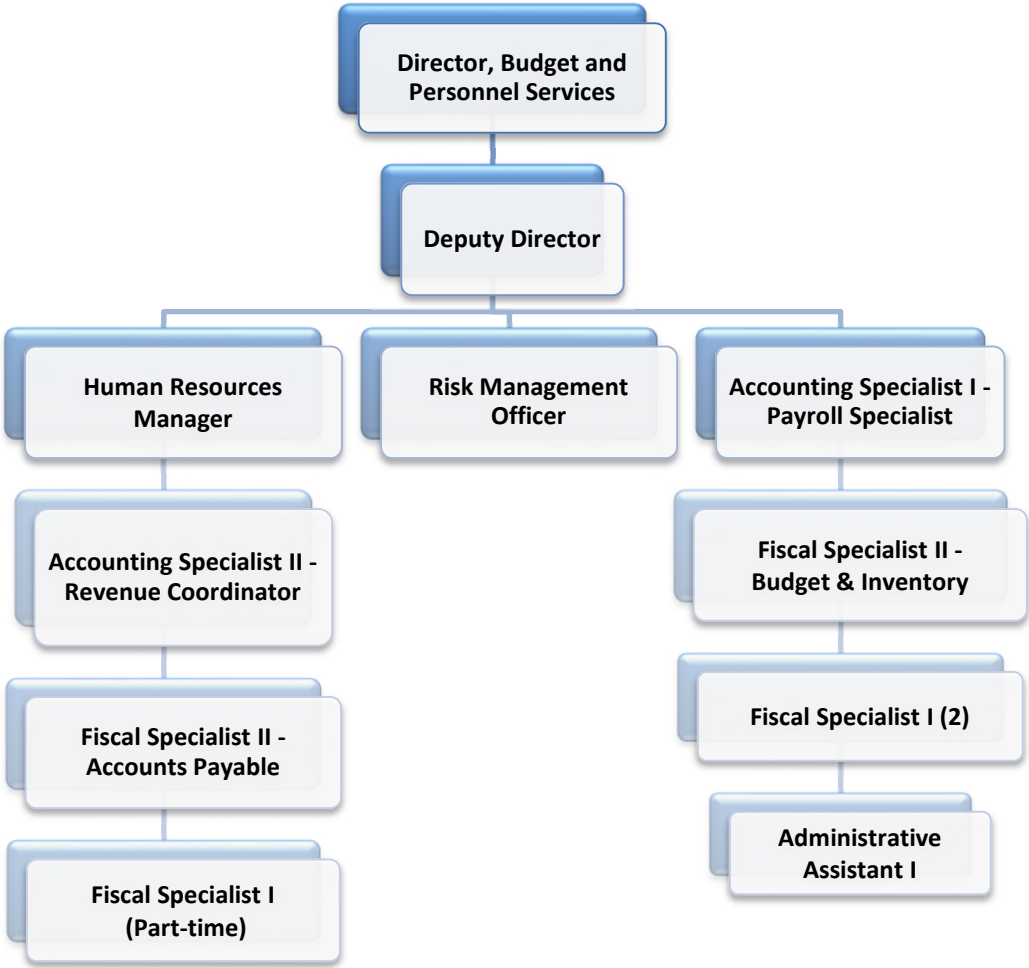 Director, Budget and
Personnel Services
Deputy Director
Human Resources
Manager
Risk Management
Officer
Accounting Specialist I -
Payroll Specialist
Accounting Specialist II -
Revenue Coordinator
Fiscal Specialist II -
Budget & Inventory
Fiscal Specialist II -
Accounts Payable
Fiscal Specialist I (2)
Fiscal Specialist I
(Part-time)
Administrative
Assistant I